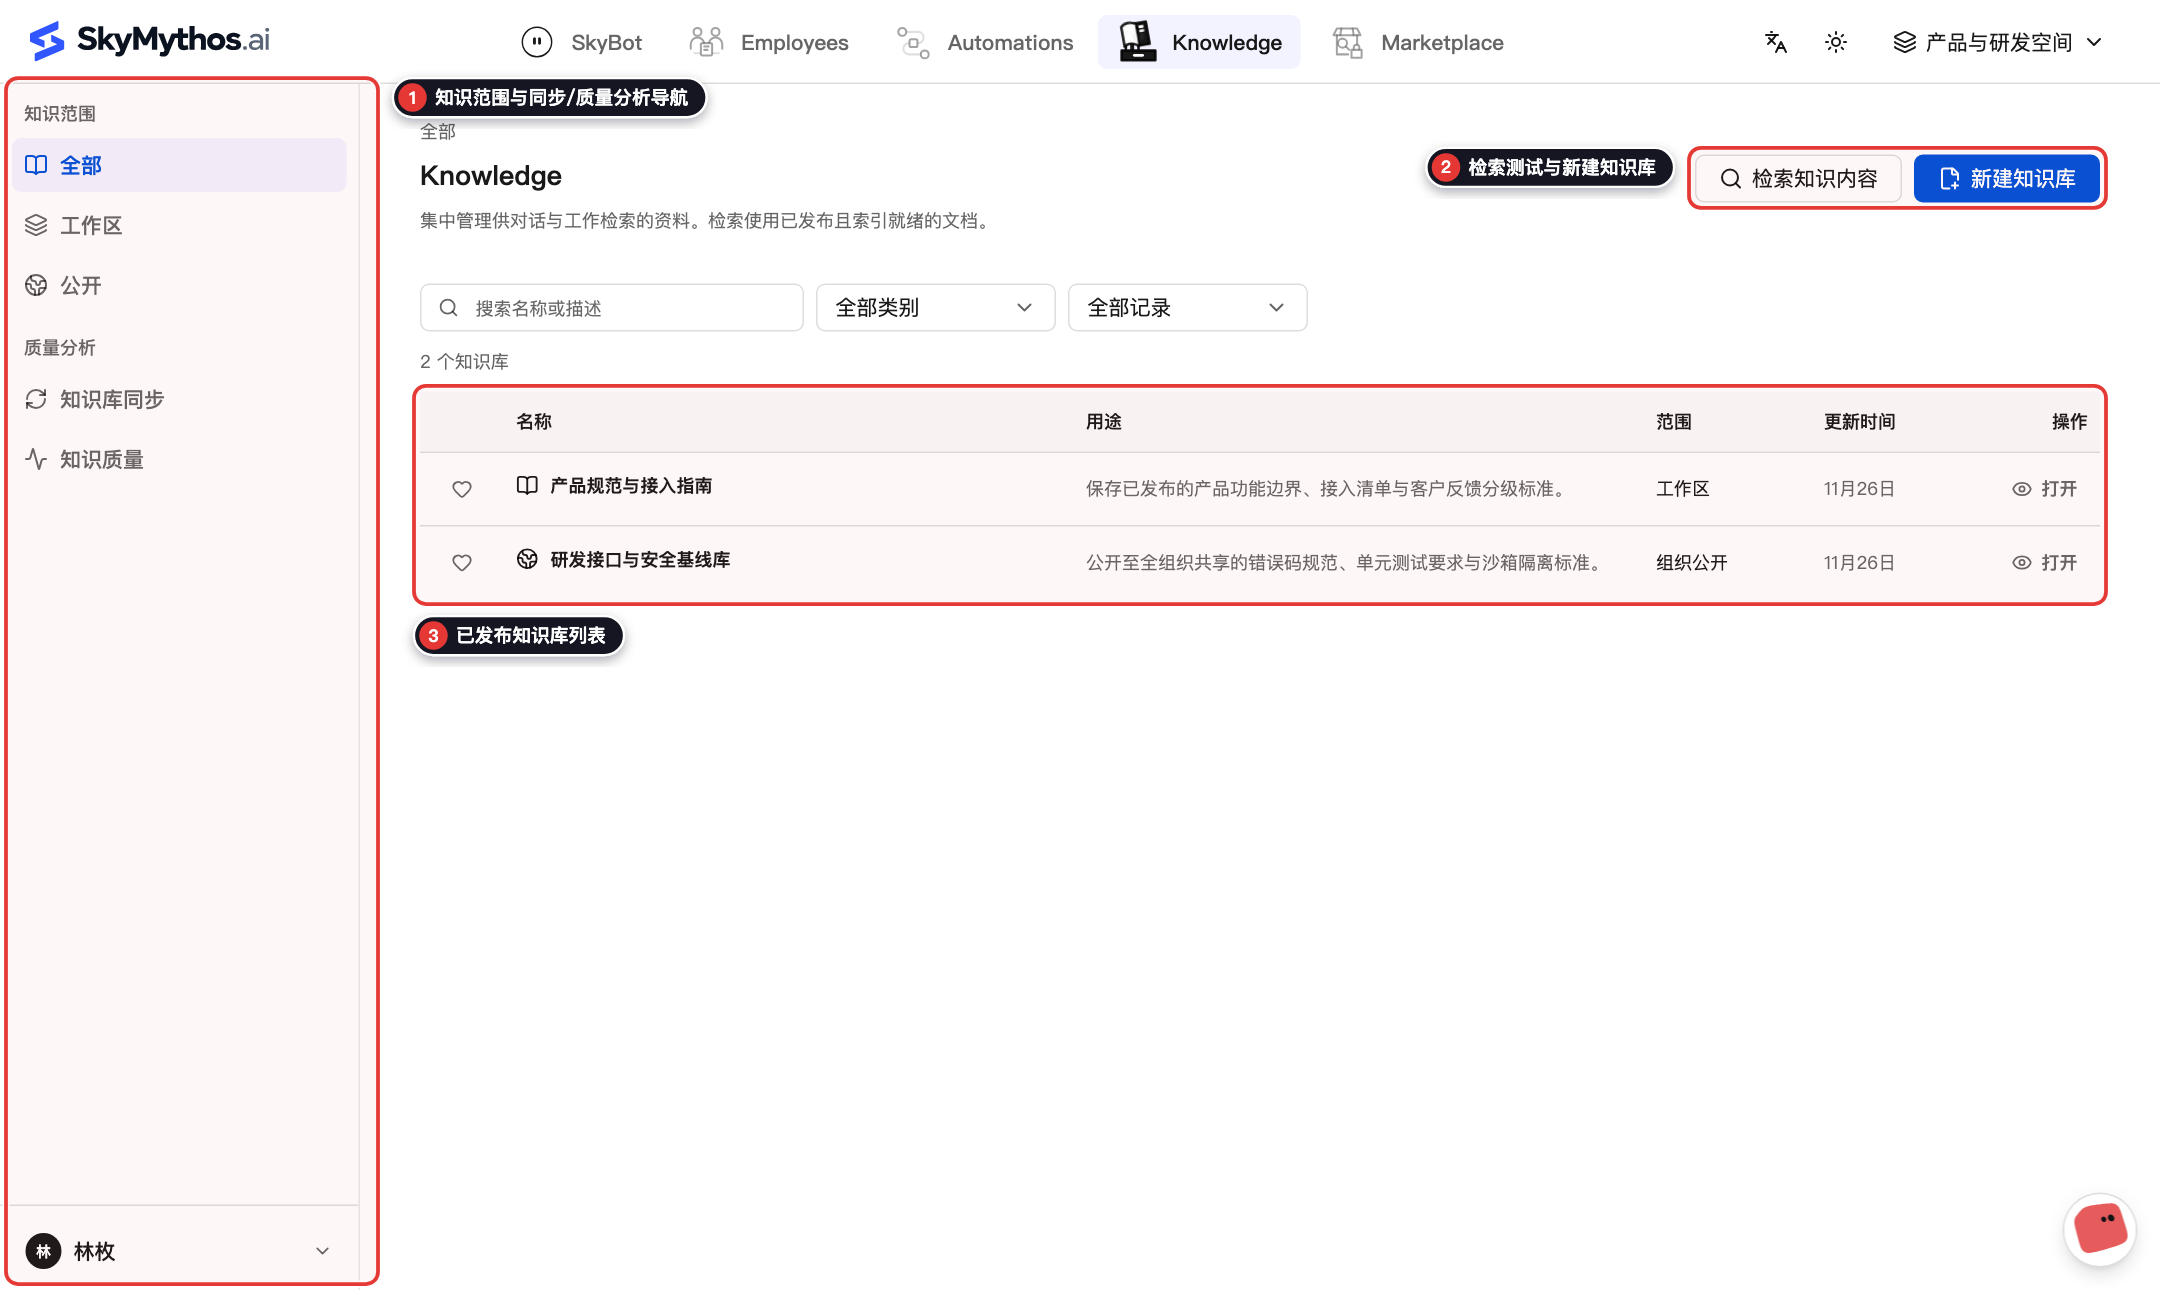 SkyMythos.ai
SkyBot
Employees
Automations
Knowledge
Marketplace
产品与研发空间
知识范围
全部
工作区
公开
质量分析
知识库同步
知识质量
林 林枚
1 知识范围与同步/质量分析导航
全部
Knowledge
集中管理供对话与工作检索的资料。检索使用已发布且索引就绪的文档。
2 检索测试与新建知识库
检索知识内容
新建知识库
搜索名称或描述
全部类别
全部记录
2 个知识库
名称 用途 范围 更新时间 操作
产品规范与接入指南 保存已发布的产品功能边界、接入清单与客户反馈分级标准。 工作区 11月26日 打开
研发接口与安全基线库 公开至全组织共享的错误码规范、单元测试要求与沙箱隔离标准。 组织公开 11月26日 打开
3 已发布知识库列表